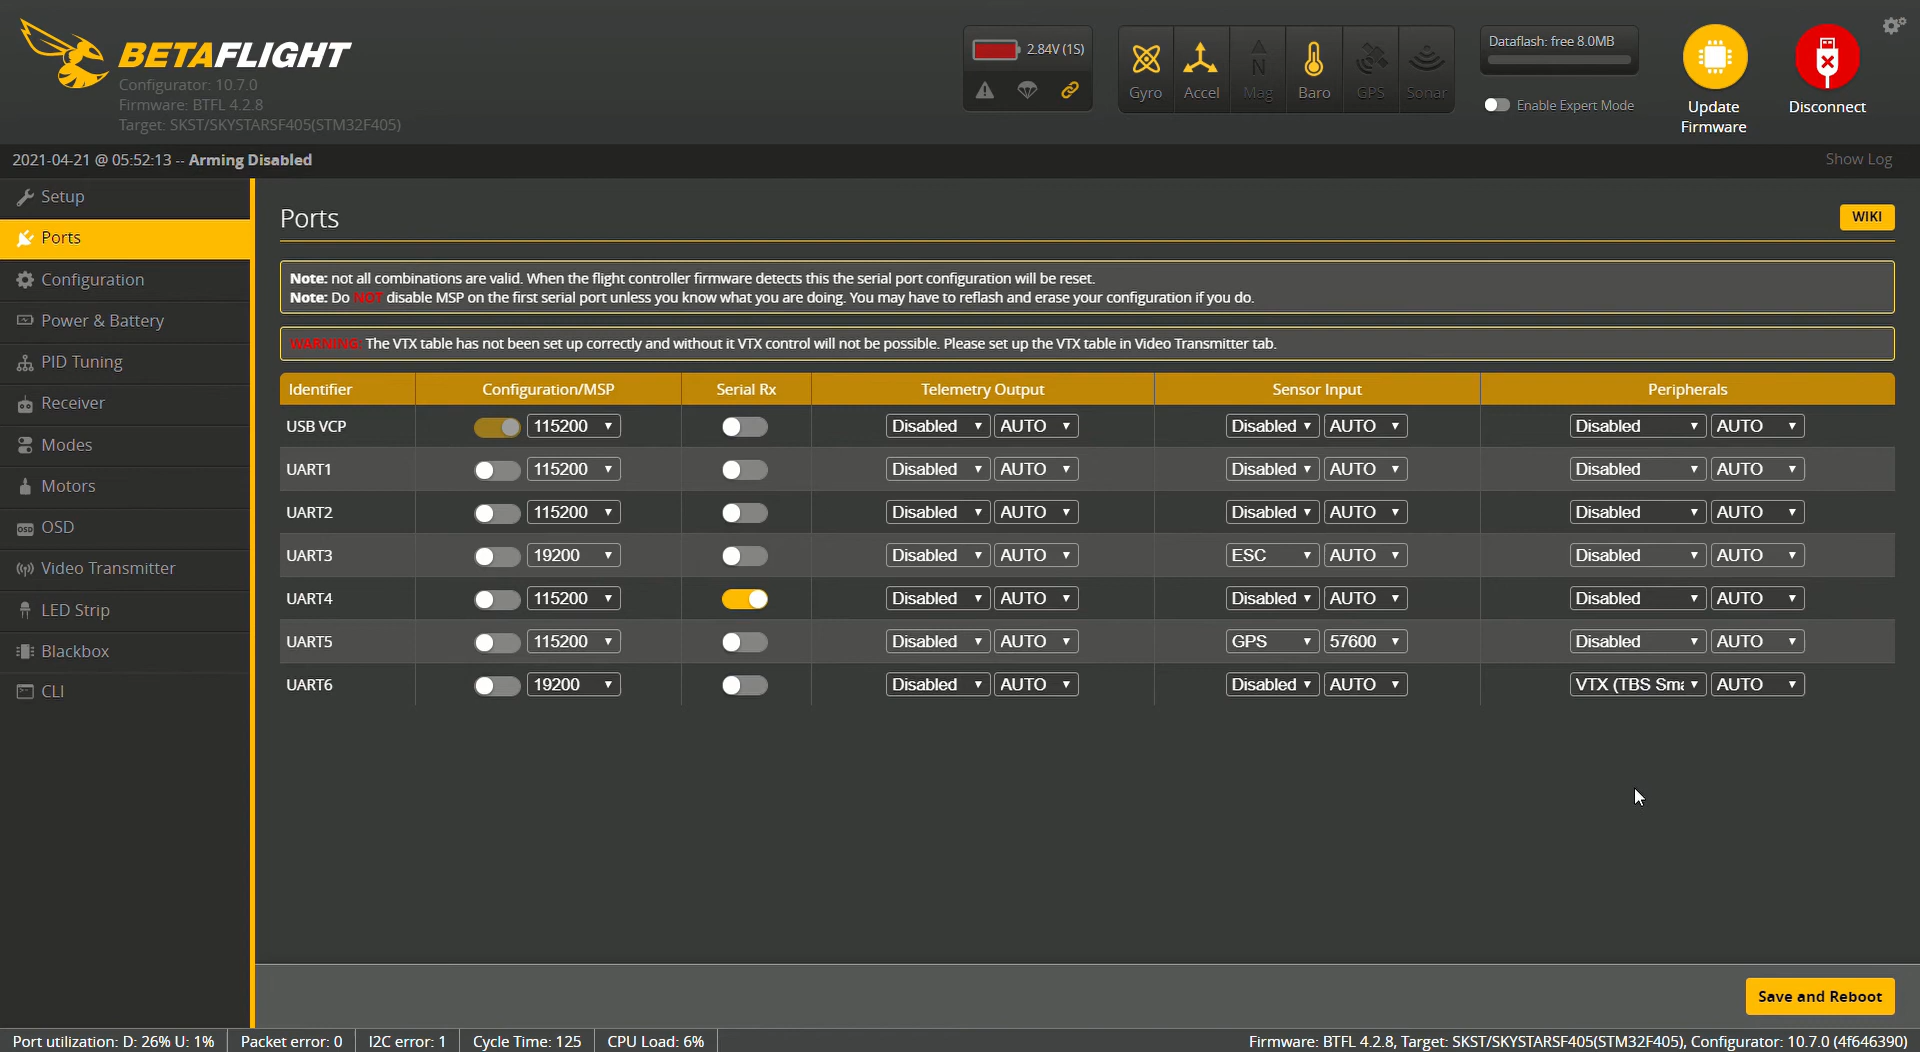 BETAFLIGHT
Configurator: 10.7.0
Firmware: BTFL 4.2.8
Target: SKST/SKYSTARSF405(STM32F405)
2.84V (1S)
Gyro
Accel
N
Mag
Baro
GPS
Sonar
Dataflash: free 8.0MB
Enable Expert Mode
Update
Firmware
Disconnect
2021-04-21 @ 05:52:13 -- Arming Disabled
Show Log
Setup
Ports
Configuration
Power & Battery
PID Tuning
Receiver
Modes
Motors
OSD
Video Transmitter
LED Strip
Blackbox
CLI
Ports
WIKI
Note: not all combinations are valid. When the flight controller firmware detects this the serial port configuration will be reset.
Note: Do NOT disable MSP on the first serial port unless you know what you are doing. You may have to reflash and erase your configuration if you do.
WARNING: The VTX table has not been set up correctly and without it VTX control will not be possible. Please set up the VTX table in Video Transmitter tab.
Identifier Configuration/MSP Serial Rx Telemetry Output Sensor Input Peripherals
USB VCP 115200 Disabled AUTO Disabled AUTO Disabled AUTO
UART1 115200 Disabled AUTO Disabled AUTO Disabled AUTO
UART2 115200 Disabled AUTO Disabled AUTO Disabled AUTO
UART3 19200 Disabled AUTO ESC AUTO Disabled AUTO
UART4 115200 Disabled AUTO Disabled AUTO Disabled AUTO
UART5 115200 Disabled AUTO GPS 57600 Disabled AUTO
UART6 19200 Disabled AUTO Disabled AUTO VTX (TBS Sma AUTO
Save and Reboot
Port utilization: D: 26% U: 1% Packet error: 0 I2C error: 1 Cycle Time: 125 CPU Load: 6% Firmware: BTFL 4.2.8, Target: SKST/SKYSTARSF405(STM32F405), Configurator: 10.7.0 (4f646390)